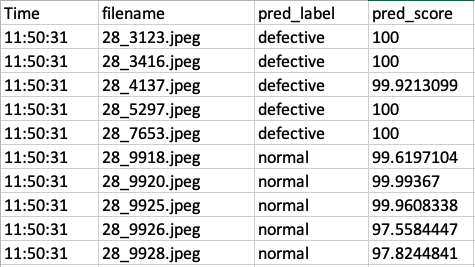 Time filename pred_label pred_score
11:50:31 28_3123.jpeg defective 100
11:50:31 28_3416.jpeg defective 100
11:50:31 28_4137.jpeg defective 99.9213099
11:50:31 28_5297.jpeg defective 100
11:50:31 28_7653.jpeg defective 100
11:50:31 28_9918.jpeg normal 99.6197104
11:50:31 28_9920.jpeg normal 99.99367
11:50:31 28_9925.jpeg normal 99.9608338
11:50:31 28_9926.jpeg normal 97.5584447
11:50:31 28_9928.jpeg normal 97.8244841